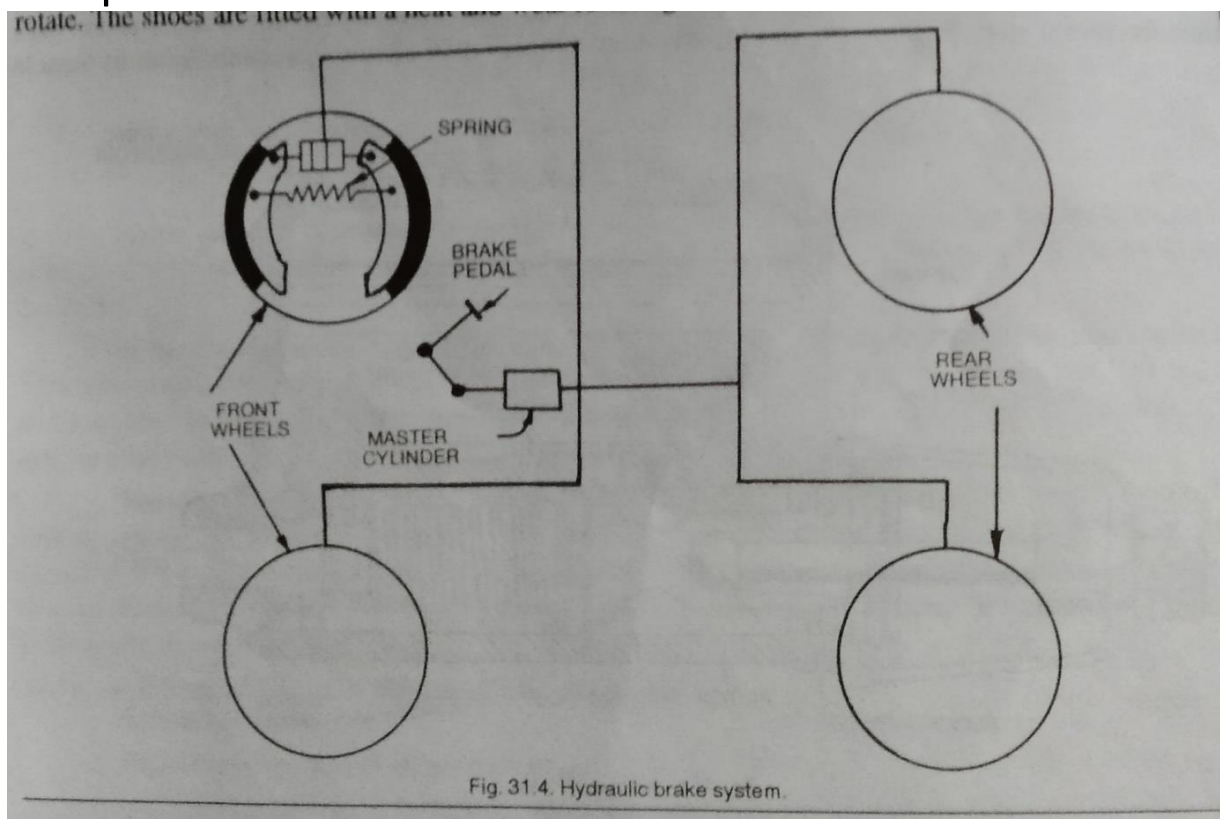 rotate. The shoes are fitted with a heat and
SPRING
BRAKE
PEDAL
REAR
WHEELS
FRONT
WHEELS
MASTER
CYLINDER
Fig. 31.4. Hydraulic brake system.